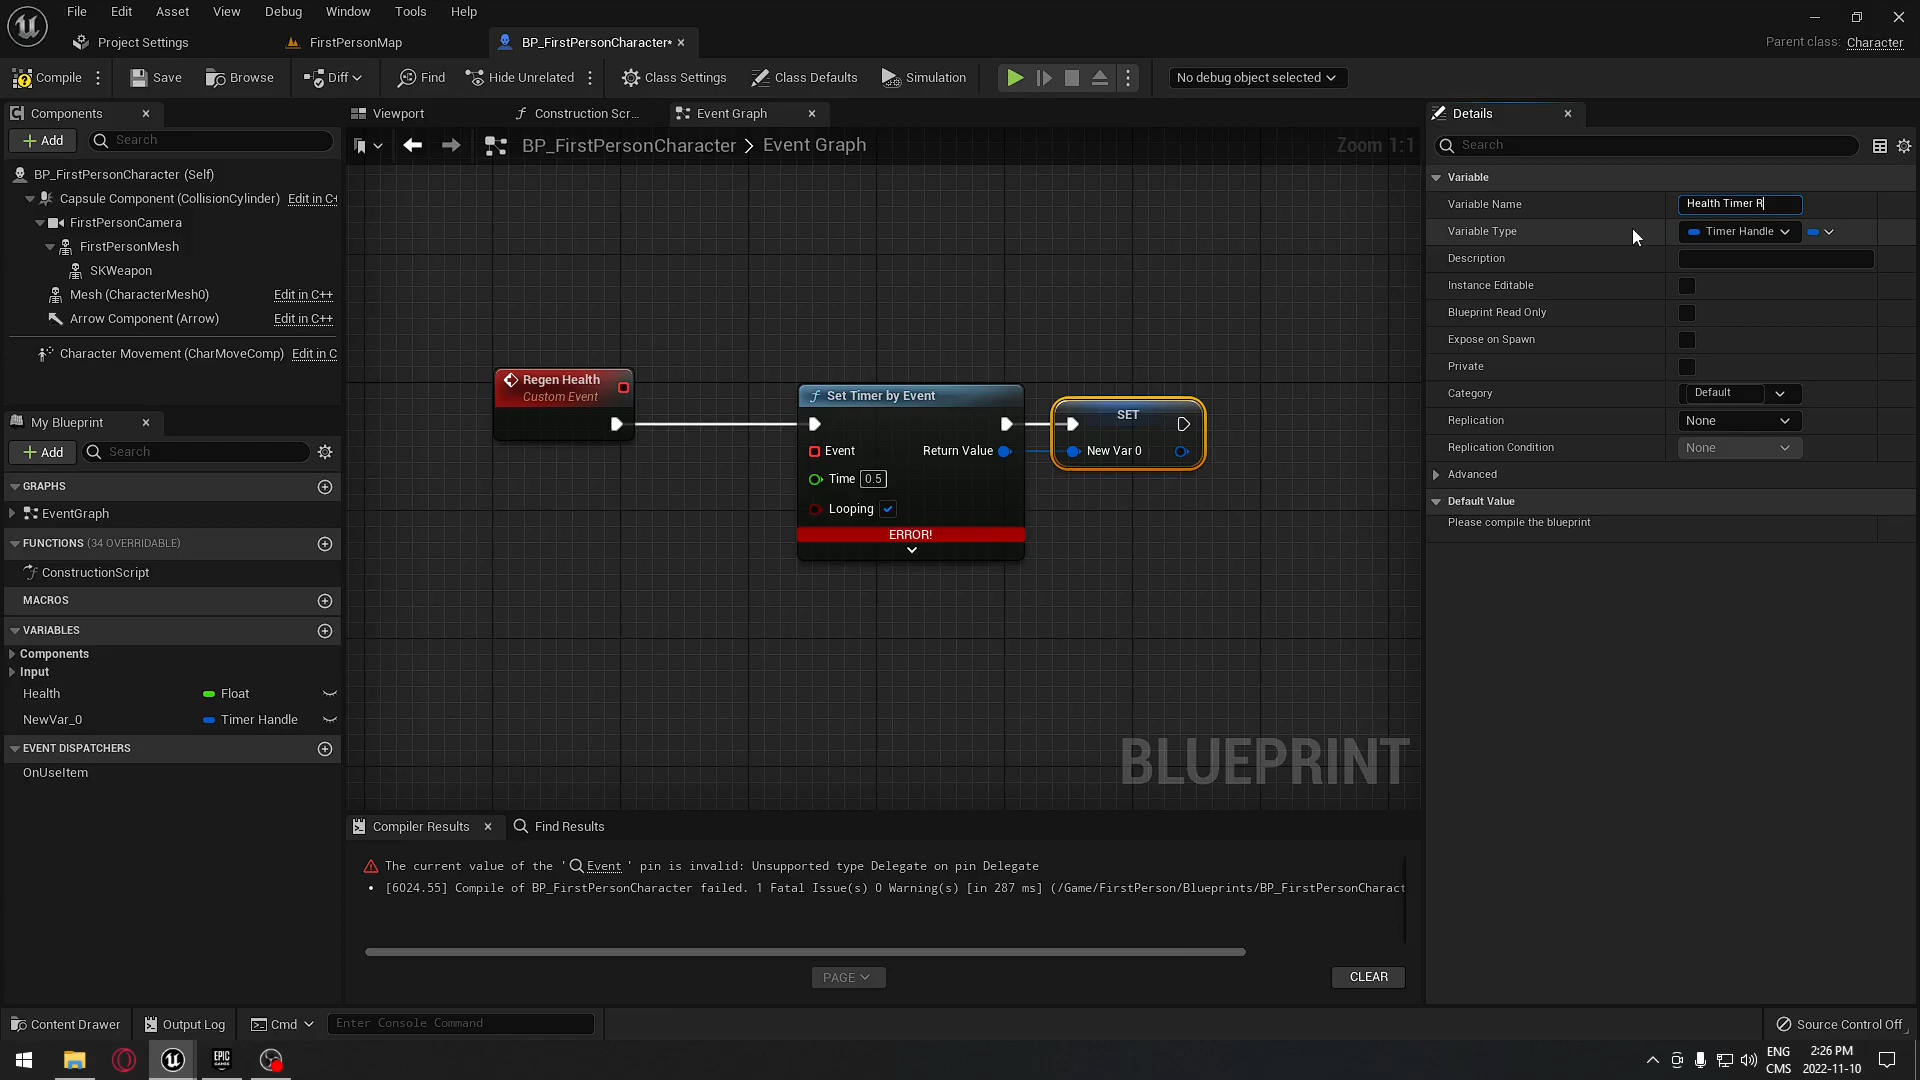 File Edit Asset View Debug Window Tools Help
Project Settings FirstPersonMap BP_FirstPersonCharacter*
Parent class: Character
Compile Save Browse Diff Find Hide Unrelated Class Settings Class Defaults Simulation No debug object selected
Components
Add Search
BP_FirstPersonCharacter (Self)
Capsule Component (CollisionCylinder) Edit in C+
FirstPersonCamera
FirstPersonMesh
SKWeapon
Mesh (CharacterMesh0) Edit in C++
Arrow Component (Arrow) Edit in C++
Character Movement (CharMoveComp) Edit in C
My Blueprint
Add Search
GRAPHS
EventGraph
FUNCTIONS (34 OVERRIDABLE)
ConstructionScript
MACROS
VARIABLES
Components
Input
Health Float
NewVar_0 Timer Handle
EVENT DISPATCHERS
OnUseItem
Viewport Construction Scr... Event Graph
BP_FirstPersonCharacter > Event Graph Zoom 1:1
Regen Health
Custom Event
Set Timer by Event
Event Return Value
Time 0.5
Looping
ERROR!
SET
New Var 0
BLUEPRINT
Compiler Results Find Results
The current value of the ' Event ' pin is invalid: Unsupported type Delegate on pin Delegate
[6024.55] Compile of BP_FirstPersonCharacter failed. 1 Fatal Issue(s) 0 Warning(s) [in 287 ms] (/Game/FirstPerson/Blueprints/BP_FirstPersonCharact
PAGE CLEAR
Details
Search
Variable
Variable Name Health Timer R
Variable Type Timer Handle
Description
Instance Editable
Blueprint Read Only
Expose on Spawn
Private
Category Default
Replication None
Replication Condition None
Advanced
Default Value
Please compile the blueprint
Content Drawer Output Log Cmd Enter Console Command Source Control Off
EPIC GAMES
ENG 2:26 PM
CMS 2022-11-10